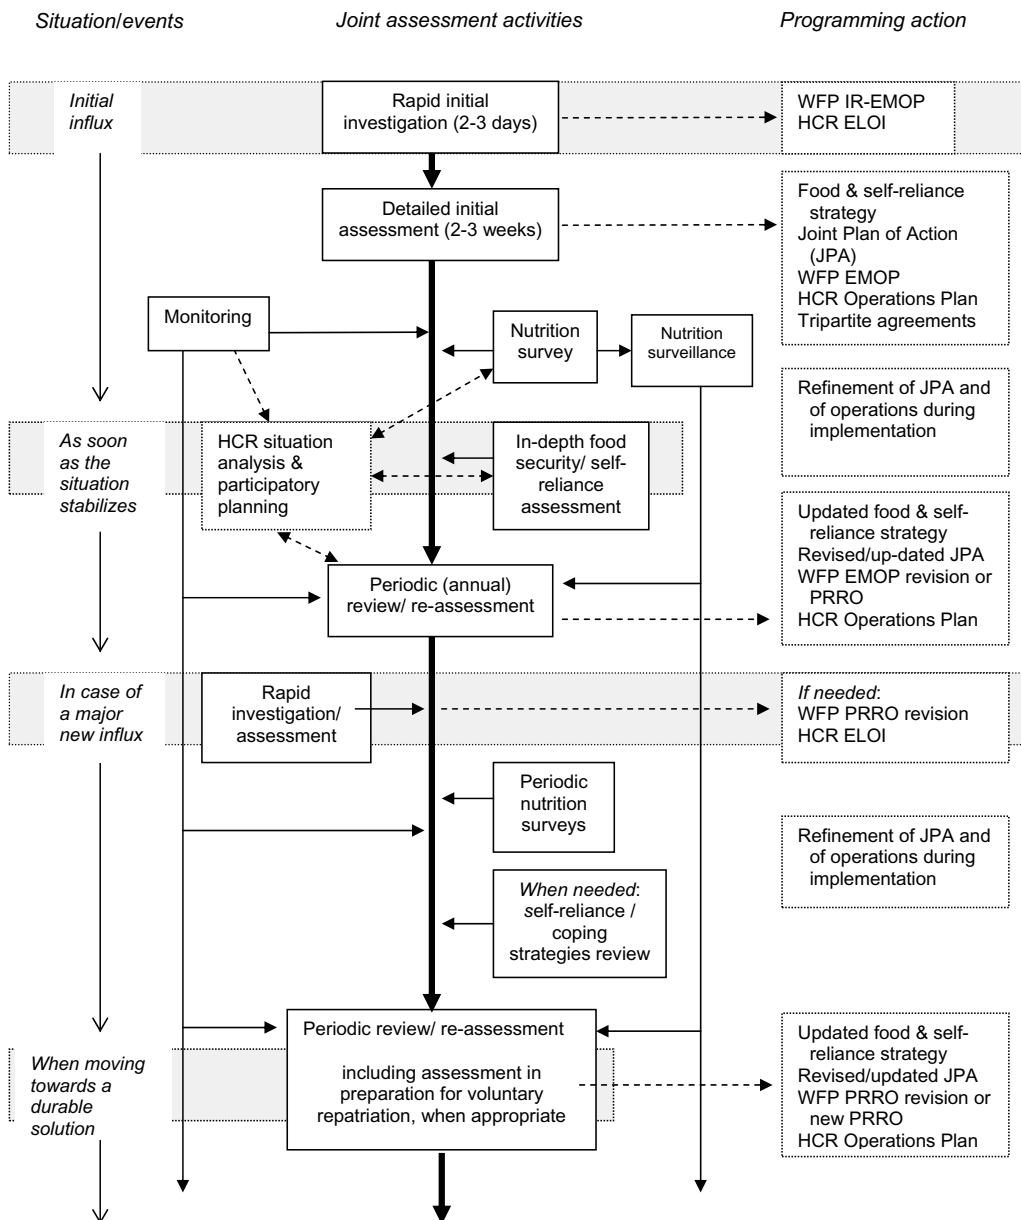 Situation/events
Joint assessment activities
Programming action
Initial
influx
Rapid initial
investigation (2-3 days)
WFP IR-EMOP
HCR ELOI
Detailed initial
assessment (2-3 weeks)
Food & self-reliance
strategy
Joint Plan of Action
(JPA)
WFP EMOP
HCR Operations Plan
Tripartite agreements
Monitoring
Nutrition
survey
Nutrition
surveillance
Refinement of JPA and
of operations during
implementation
As soon
as the
situation
stabilizes
HCR situation
analysis &
participatory
planning
In-depth food
security/ self-
reliance
assessment
Updated food & self-
reliance strategy
Revised/up-dated JPA
WFP EMOP revision or
PRRO
HCR Operations Plan
Periodic (annual)
review/ re-assessment
In case of
a major
new influx
Rapid
investigation/
assessment
If needed:
WFP PRRO revision
HCR ELOI
Periodic
nutrition
surveys
Refinement of JPA and
of operations during
implementation
When needed:
self-reliance /
coping
strategies review
Periodic review/ re-assessment
including assessment in
preparation for voluntary
repatriation, when appropriate
When moving
towards a
durable
solution
Updated food & self-
reliance strategy
Revised/updated JPA
WFP PRRO revision or
new PRRO
HCR Operations Plan